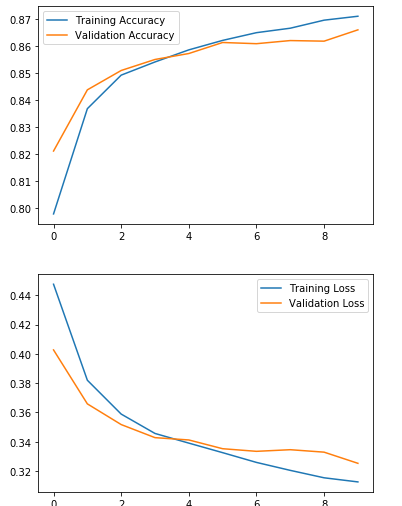 0.87
Training Accuracy
Validation Accuracy
0.86
0.85
0.84
0.83
0.82
0.81
0.80
0 2 4 6 8
Training Loss
Validation Loss
0.44
0.42
0.40
0.38
0.36
0.34
0.32
0 2 4 6 8